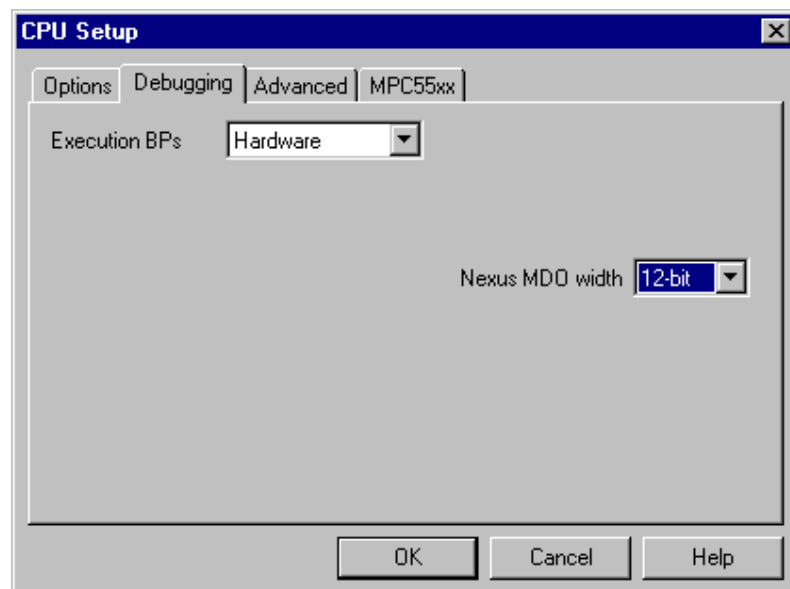 CPU Setup
Options Debugging Advanced MPC55xx
Execution BPs Hardware
Nexus MDO width 12-bit
OK Cancel Help